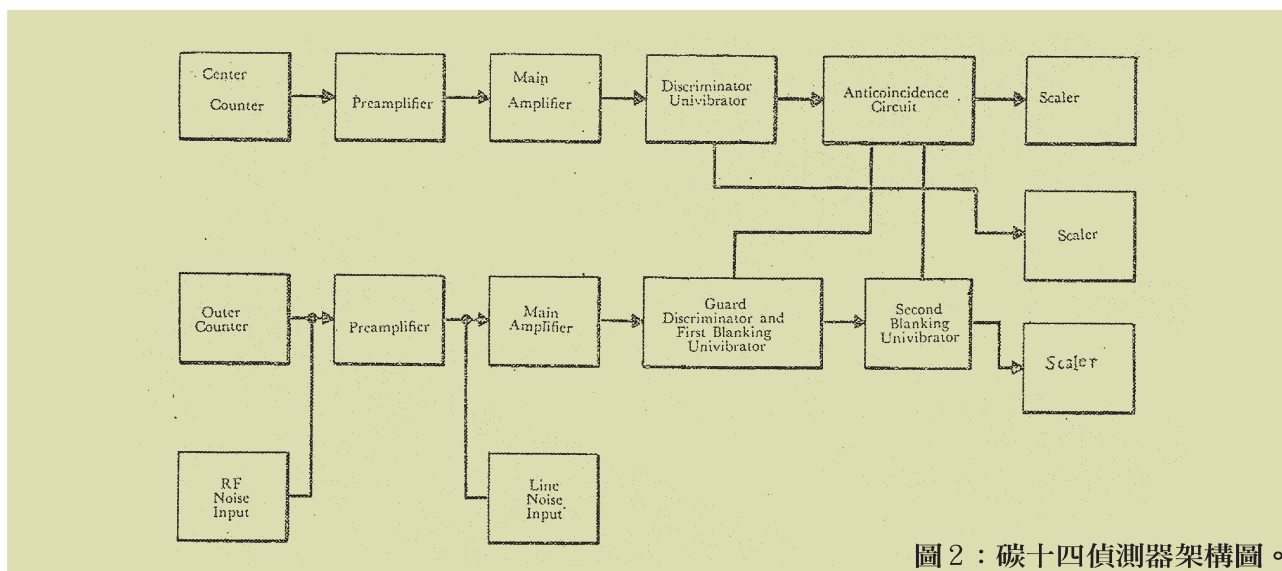 Center
Counter
Preamplifier
Main
Amplifier
Discriminator
Univibrator
Anticoincidence
Circuit
Scaler
Scaler
Outer
Counter
Preamplifier
Main
Amplifier
Guard
Discriminator and
First Blanking
Univibrator
Second
Blanking
Univibrator
Scaler
RF
Noise
Input
Line
Noise
Input
圖2:碳十四偵測器架構圖。